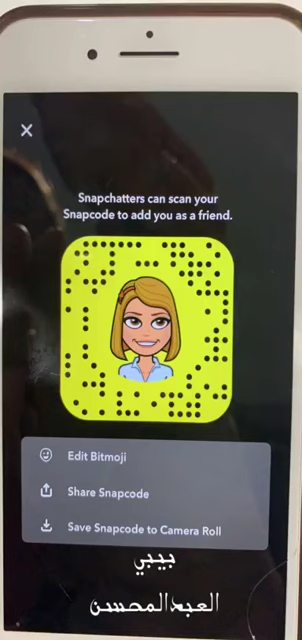 Snapchatters can scan your
Snapcode to add you as a friend.
Edit Bitmoji
Share Snapcode
Save Snapcode to Camera Roll
بيبي
العبدالمحسن